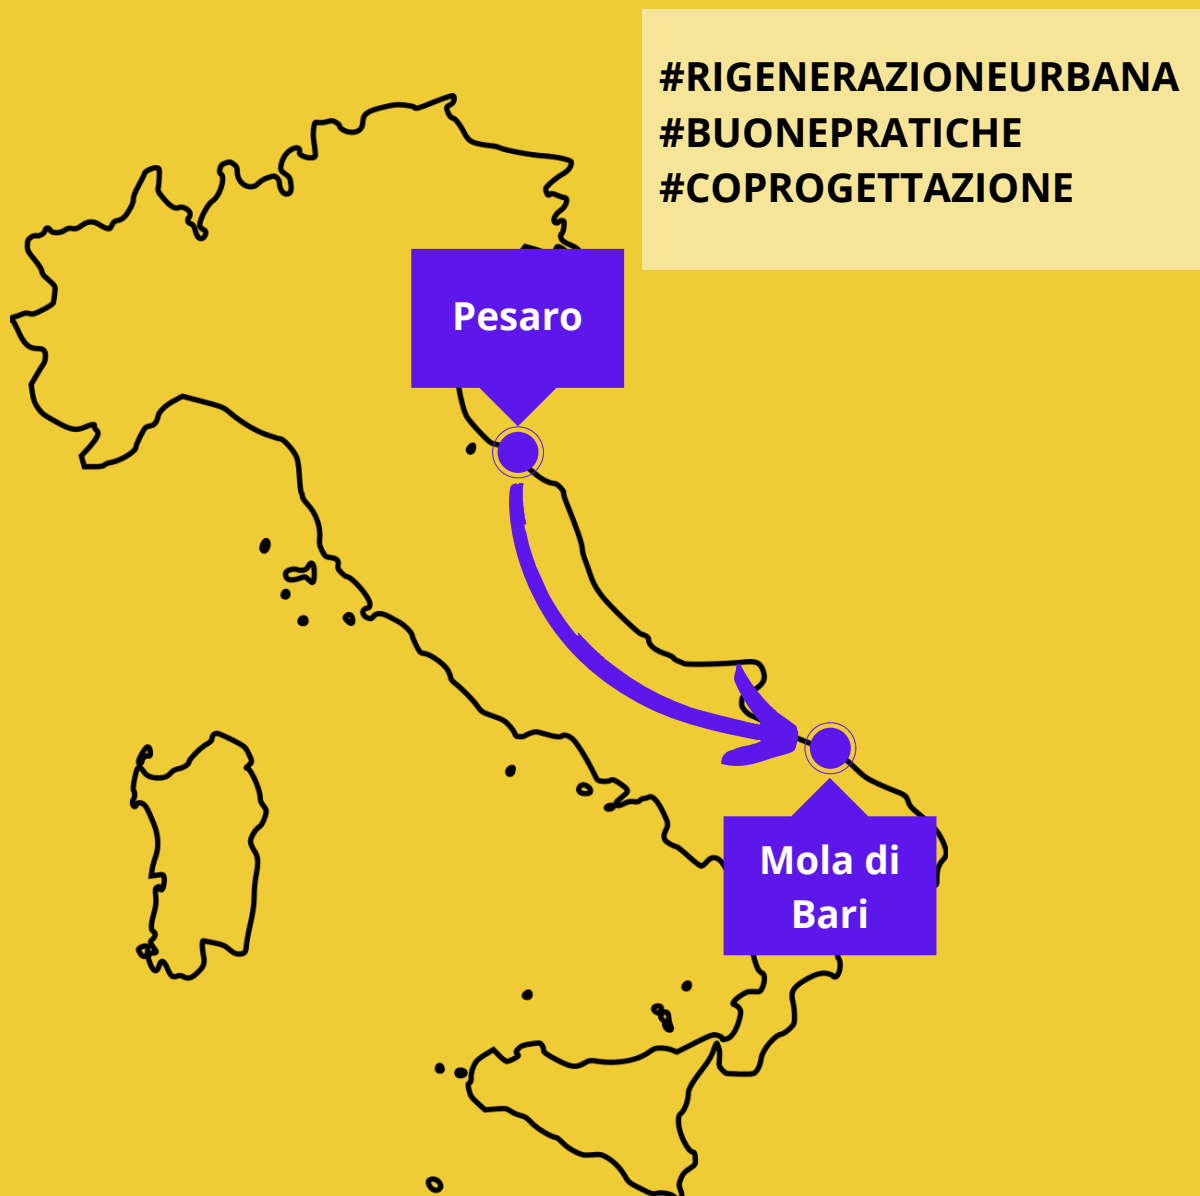 #RIGENERAZIONEURBANA
#BUONEPRATICHE
#COPROGETTAZIONE
Pesaro
Mola di
Bari